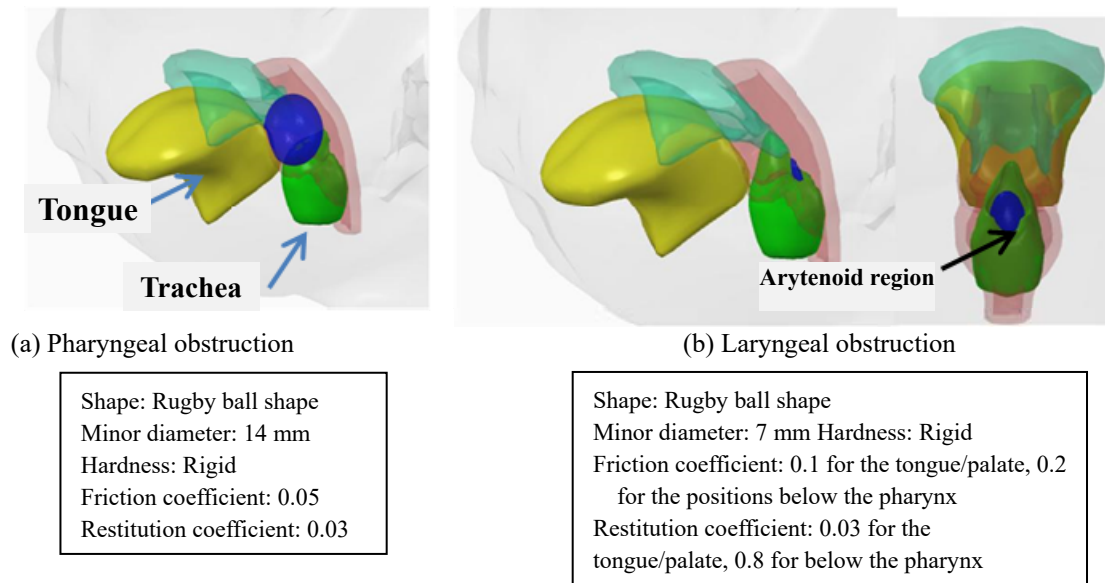 Tongue
Trachea
Arytenoid region
(a) Pharyngeal obstruction
(b) Laryngeal obstruction
Shape: Rugby ball shape
Minor diameter: 14 mm
Hardness: Rigid
Friction coefficient: 0.05
Restitution coefficient: 0.03
Shape: Rugby ball shape
Minor diameter: 7 mm Hardness: Rigid
Friction coefficient: 0.1 for the tongue/palate, 0.2
for the positions below the pharynx
Restitution coefficient: 0.03 for the
tongue/palate, 0.8 for below the pharynx